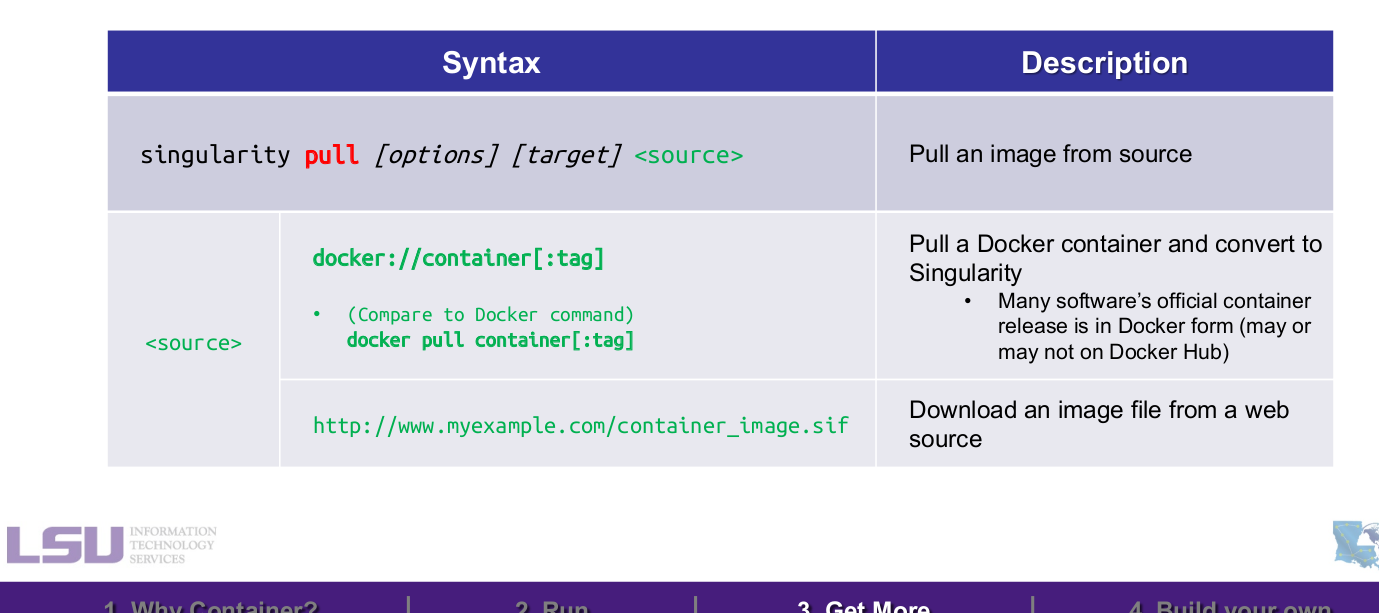 Syntax
Description
singularity pull [options] [target] <source>
Pull an image from source
<source>
docker://container[:tag]
• (Compare to Docker command)
docker pull container[:tag]
Pull a Docker container and convert to
Singularity
• Many software’s official container
release is in Docker form (may or
may not on Docker Hub)
http://www.myexample.com/container_image.sif
Download an image file from a web
source
LSU
INFORMATION
TECHNOLOGY
SERVICES
1. Why Container?
2. Run
3. Get More
4. Build your own